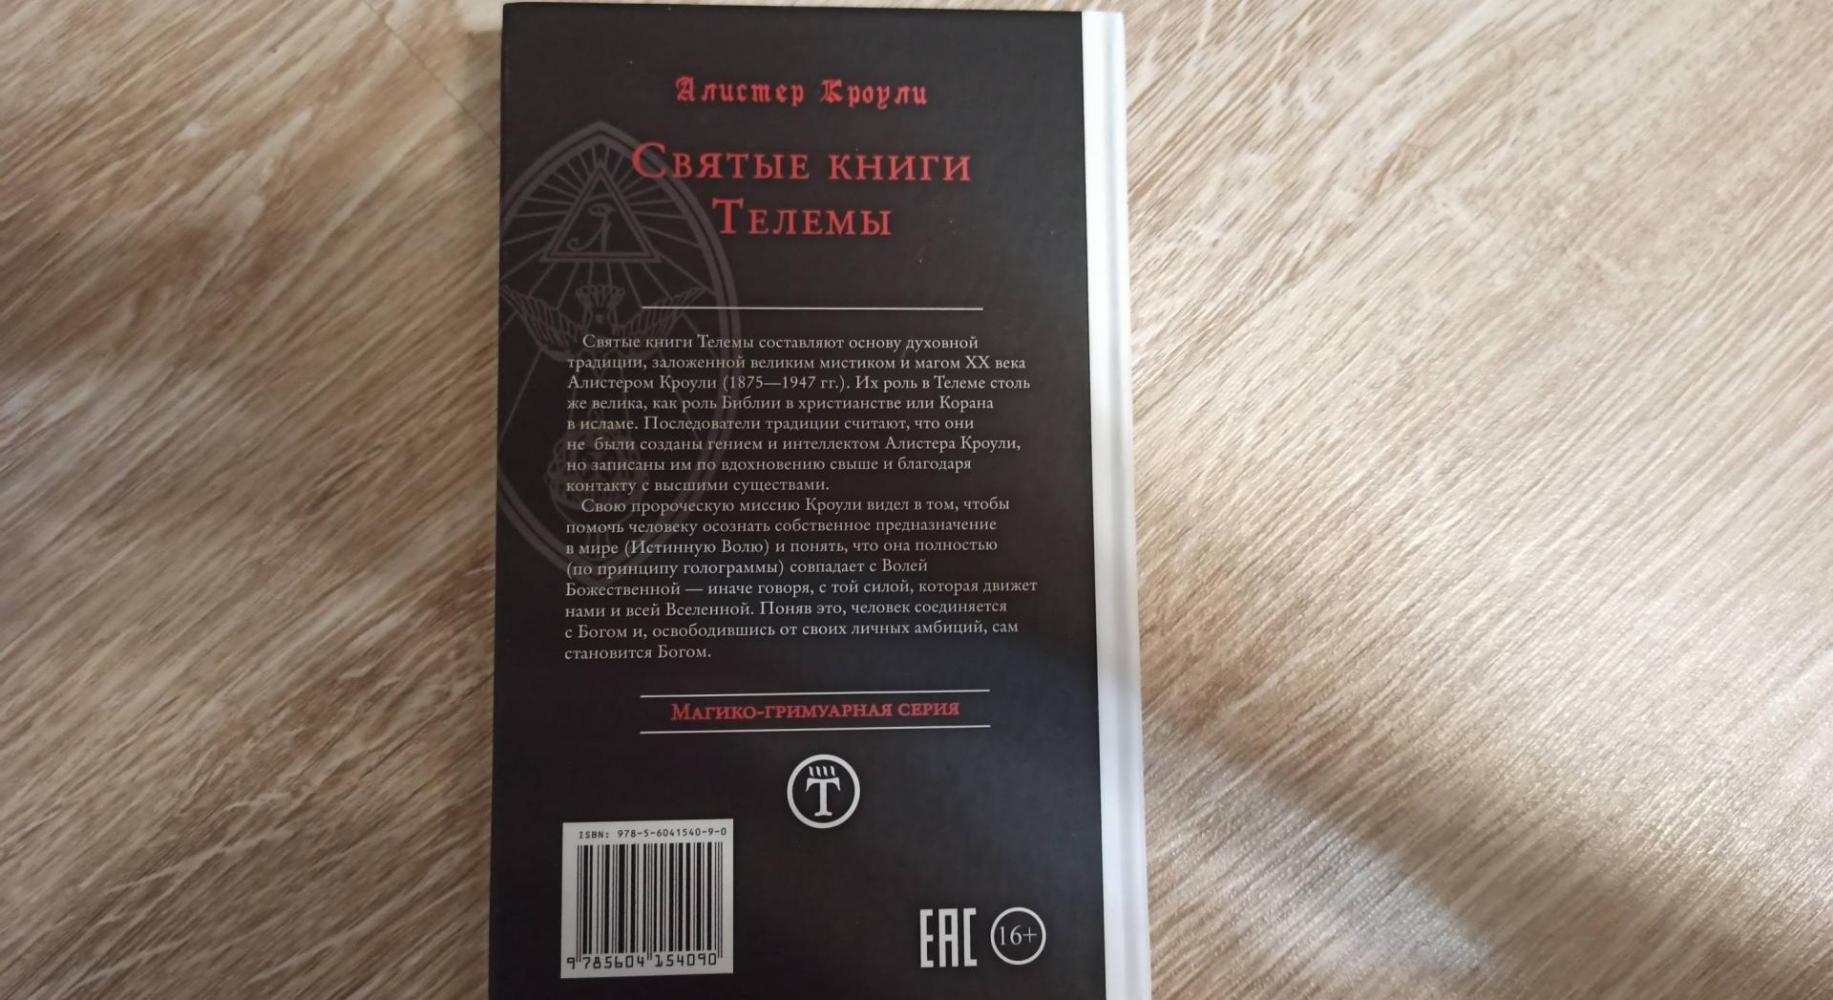 Алистер Кроули
Святые книги
Телемы
Святые книги Телемы составляют основу духовной
традиции, заложенной великим мистиком и магом XX века
Алистером Кроули (1875—1947 гг.). Их роль в Телеме столь
же велика, как роль Библии в христианстве или Корана
в исламе. Последователи традиции считают, что они
не были созданы гением и интеллектом Алистера Кроули,
но записаны им по вдохновению свыше и благодаря
контакту с высшими существами.
Свою пророческую миссию Кроули видел в том, чтобы
помочь человеку осознать собственное предназначение
в мире (Истинную Волю) и понять, что она полностью
(по принципу голограммы) совпадает с Волей
Божественной — иначе говоря, с той силой, которая движет
нами и всей Вселенной. Поняв это, человек соединяется
с Богом и, освободившись от своих личных амбиций, сам
становится Богом.
Магико-гримуарная серия
Т
ISBN: 978-5-6041540-9-0
9 785604 154090
EAC 16+